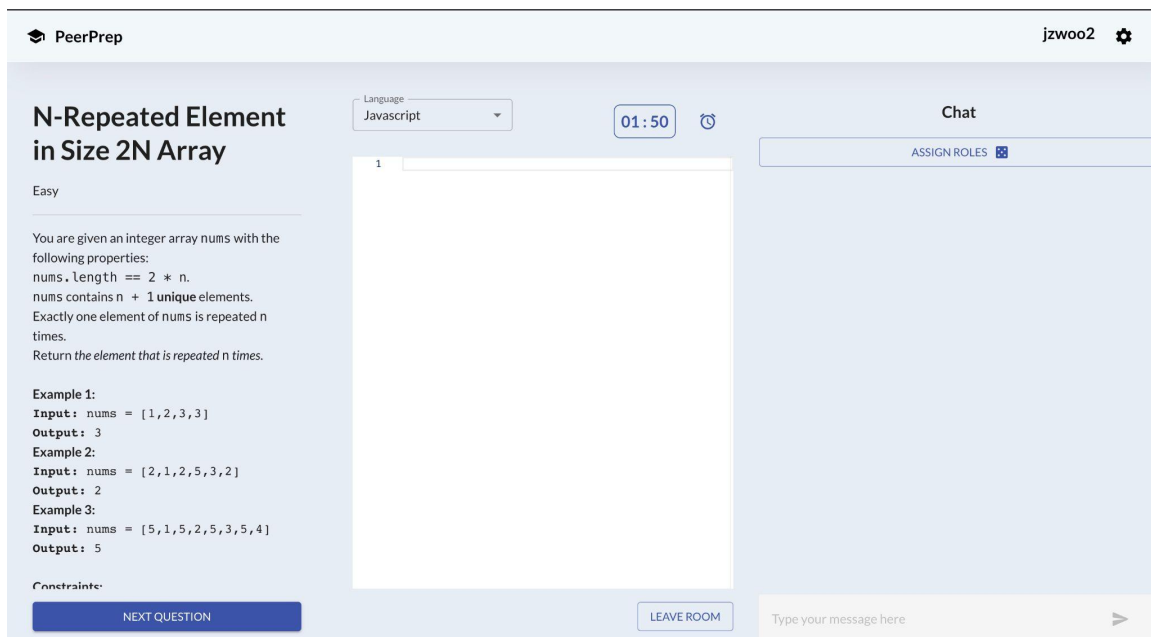 PeerPrep
jzwoo2
N-Repeated Element
in Size 2N Array
Easy
You are given an integer array nums with the
following properties:
nums.length == 2 * n.
nums contains n + 1 unique elements.
Exactly one element of nums is repeated n
times.
Return the element that is repeated n times.
Example 1:
Input: nums = [1,2,3,3]
Output: 3
Example 2:
Input: nums = [2,1,2,5,3,2]
Output: 2
Example 3:
Input: nums = [5,1,5,2,5,3,5,4]
Output: 5
Constraints:
NEXT QUESTION
Language
Javascript
01:50
1
LEAVE ROOM
Chat
ASSIGN ROLES
Type your message here